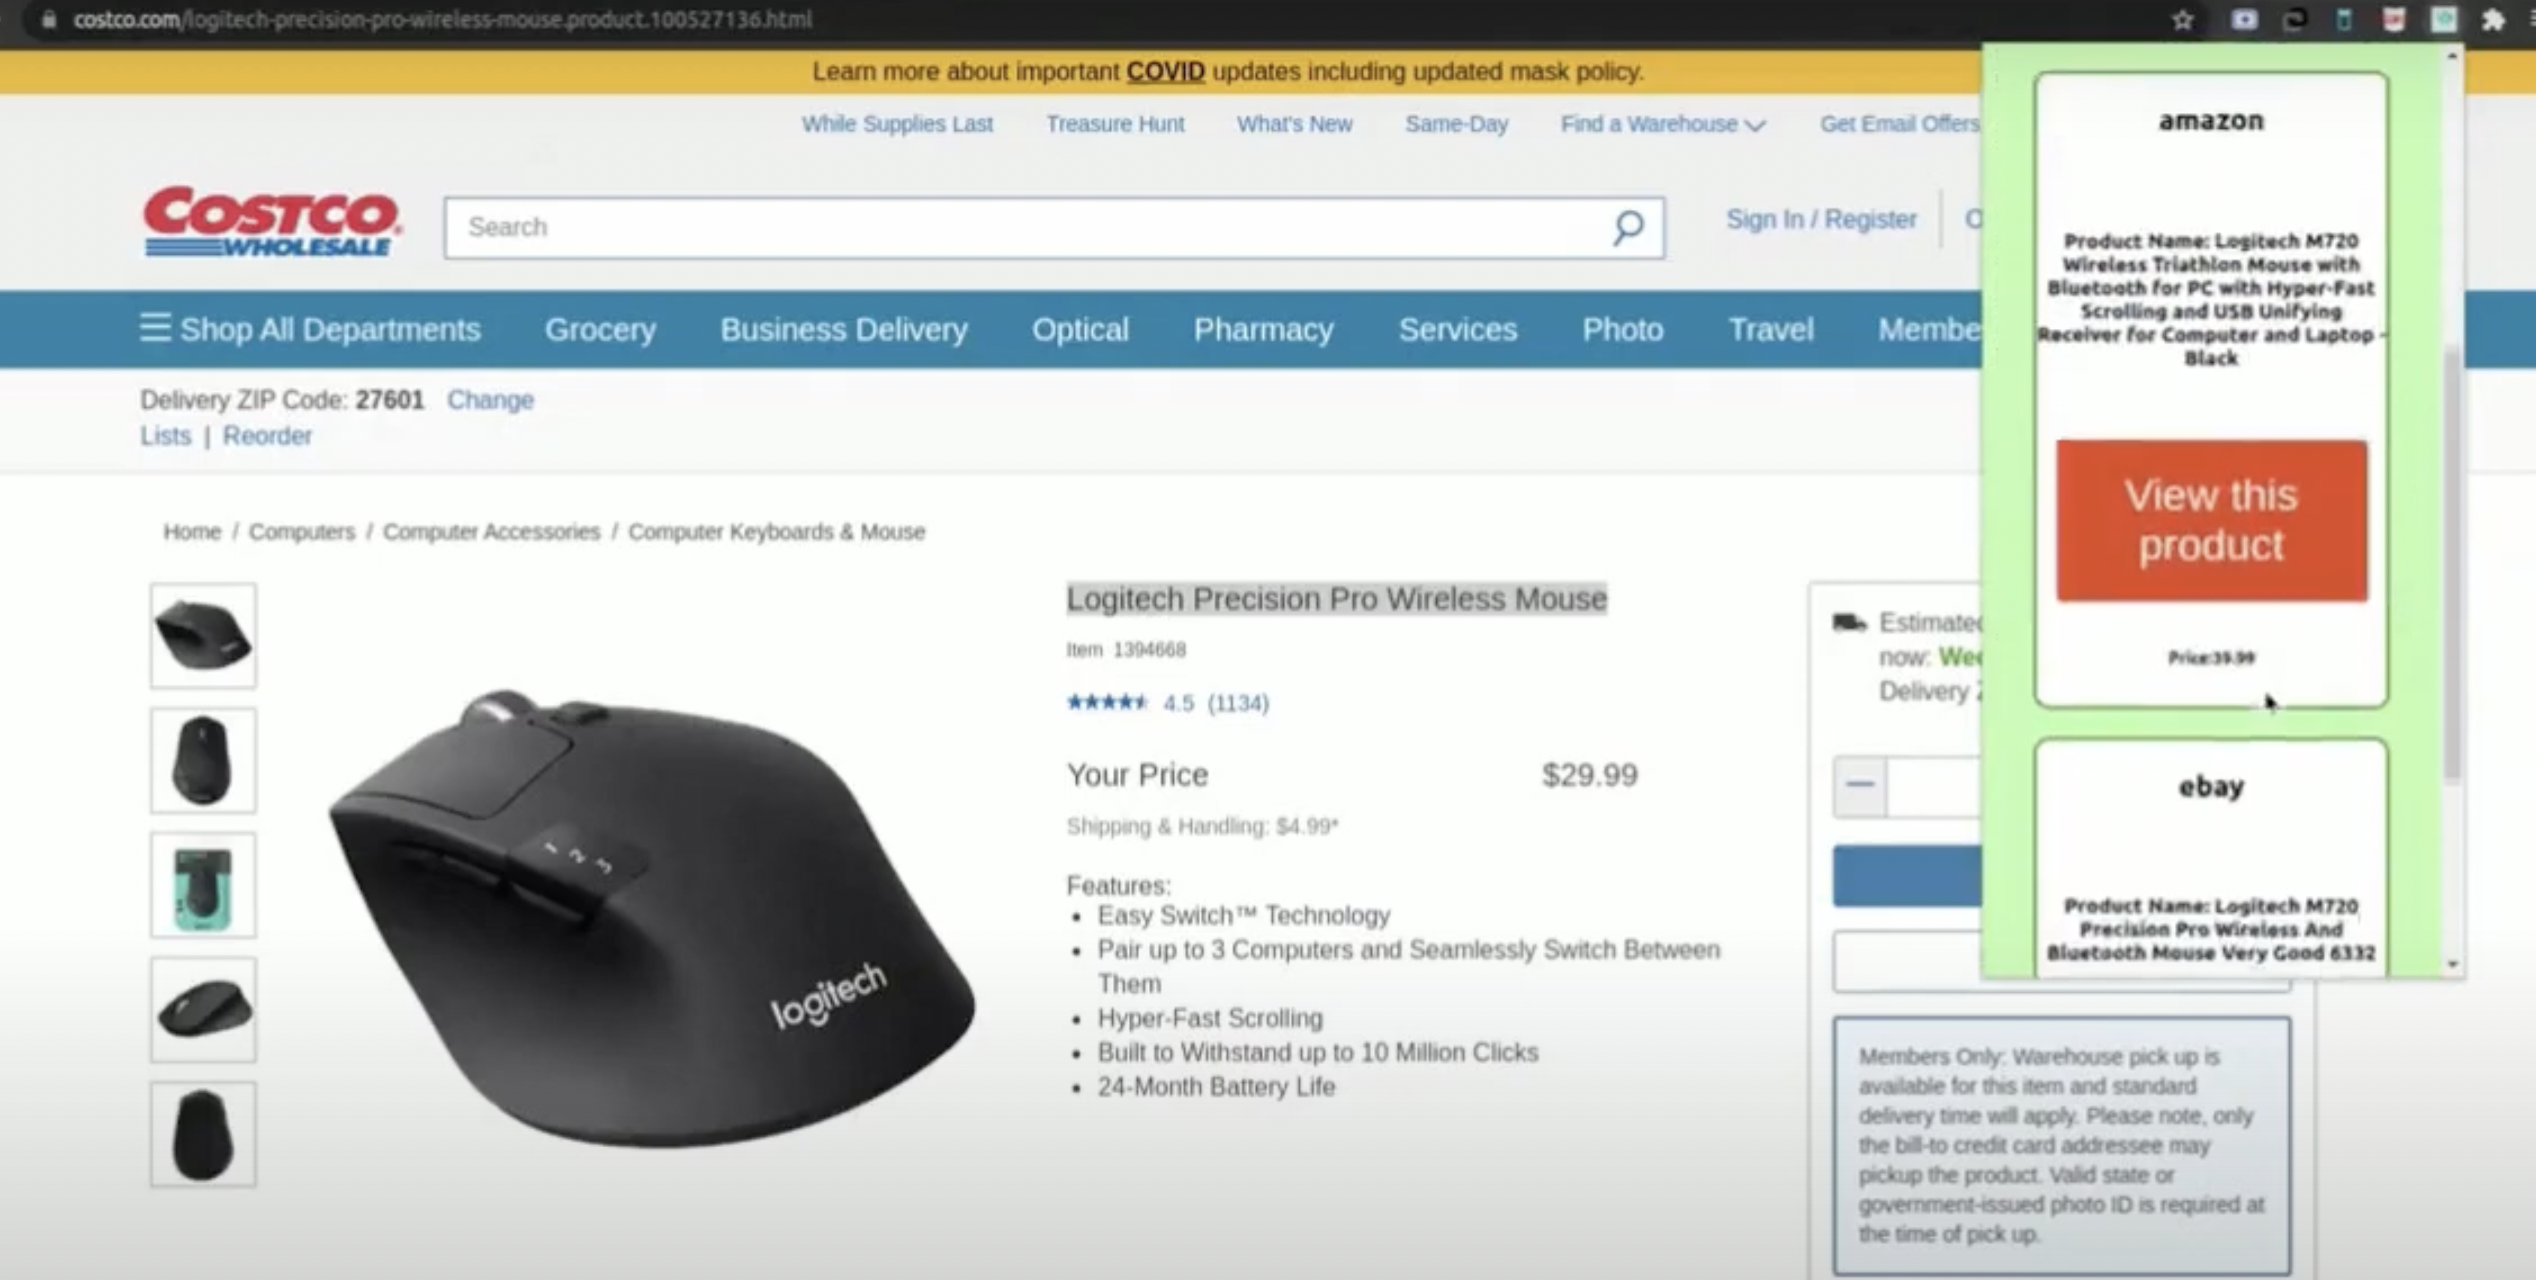 costco.com/logitech-precision-pro-wireless-mouse.product.100527136.html
Learn more about important COVID updates including updated mask policy.
While Supplies Last Treasure Hunt What's New Same-Day Find a Warehouse Get Email Offers
COSTCO WHOLESALE
Search
Sign In / Register
Shop All Departments Grocery Business Delivery Optical Pharmacy Services Photo Travel Membe
Delivery ZIP Code: 27601 Change
Lists | Reorder
Home / Computers / Computer Accessories / Computer Keyboards & Mouse
1 2 3
logitech
Logitech Precision Pro Wireless Mouse
Item 1394668
4.5 (1134)
Your Price $29.99
Shipping & Handling: $4.99*
Features:
• Easy Switch™ Technology
• Pair up to 3 Computers and Seamlessly Switch Between
Them
• Hyper-Fast Scrolling
• Built to Withstand up to 10 Million Clicks
• 24-Month Battery Life
Estimated
now: Wed
Delivery
Members Only: Warehouse pick up is
available for this item and standard
delivery time will apply. Please note, only
the bill-to credit card addressee may
pickup the product. Valid state or
government-issued photo ID is required at
the time of pick up.
amazon
Product Name: Logitech M720
Wireless Triathlon Mouse with
Bluetooth for PC with Hyper-Fast
Scrolling and USB Unifying
Receiver for Computer and Laptop -
Black
View this
product
Price:39.99
ebay
Product Name: Logitech M720
Precision Pro Wireless And
Bluetooth Mouse Very Good 6332